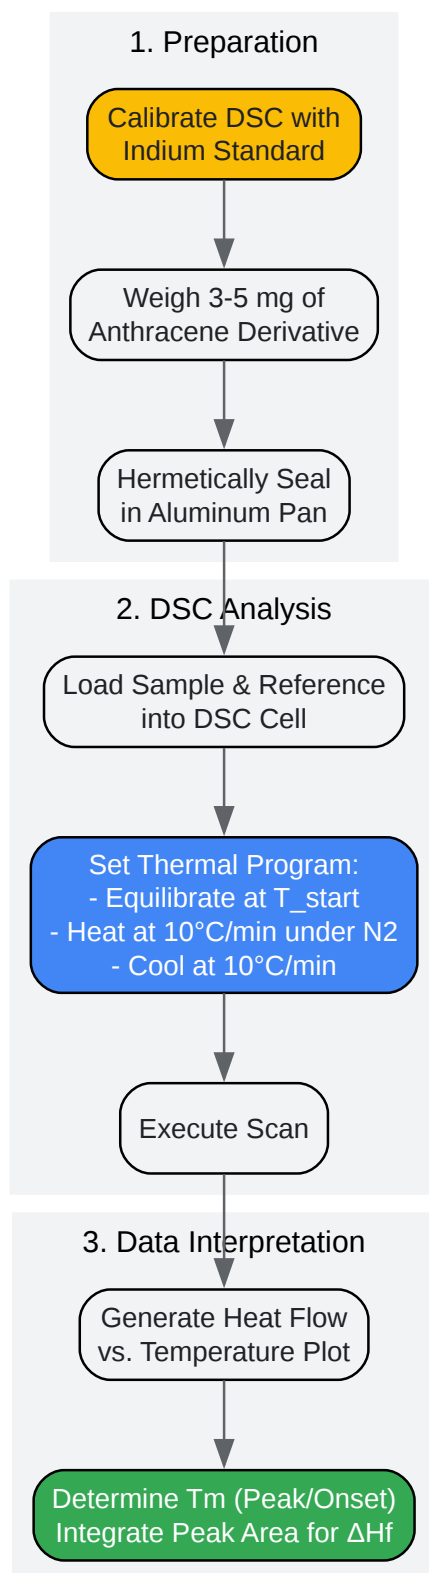 1. Preparation
Calibrate DSC with
Indium Standard
Weigh 3-5 mg of
Anthracene Derivative
Hermetically Seal
in Aluminum Pan
2. DSC Analysis
Load Sample & Reference
into DSC Cell
Set Thermal Program:
- Equilibrate at T_start
- Heat at 10°C/min under N2
- Cool at 10°C/min
Execute Scan
3. Data Interpretation
Generate Heat Flow
vs. Temperature Plot
Determine Tm (Peak/Onset)
Integrate Peak Area for ΔHf